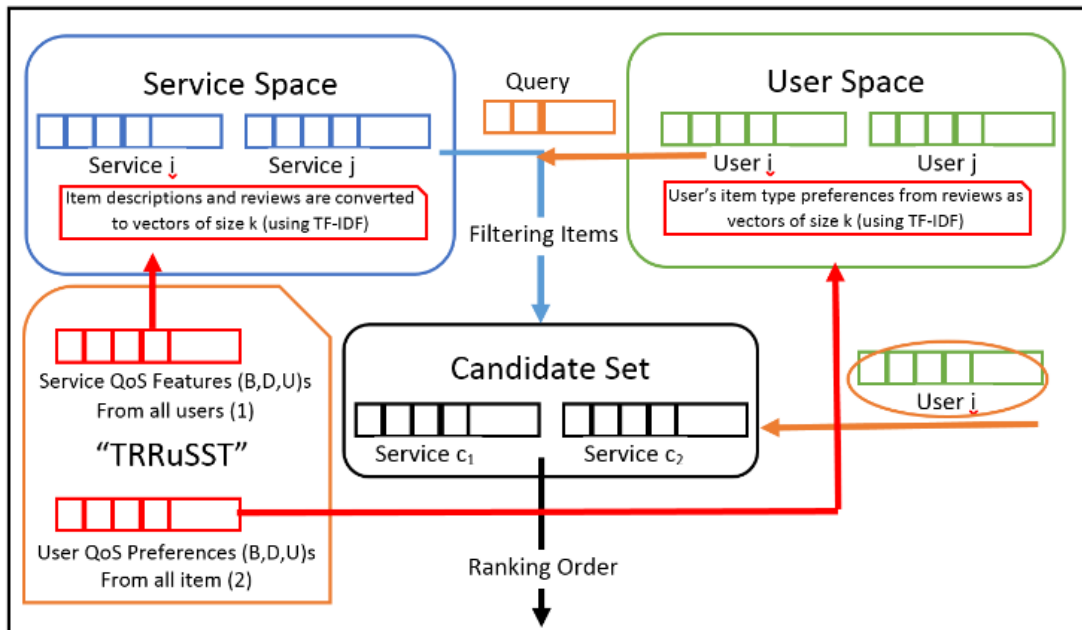 Service Space
Service i
Service j
Item descriptions and reviews are converted
to vectors of size k (using TF-IDF)
Query
User Space
User i
User j
User's item type preferences from reviews as
vectors of size k (using TF-IDF)
Filtering Items
Service QoS Features (B,D,U)s
From all users (1)
“TRRuSST”
User QoS Preferences (B,D,U)s
From all item (2)
Candidate Set
Service c₁
Service c₂
User i
Ranking Order